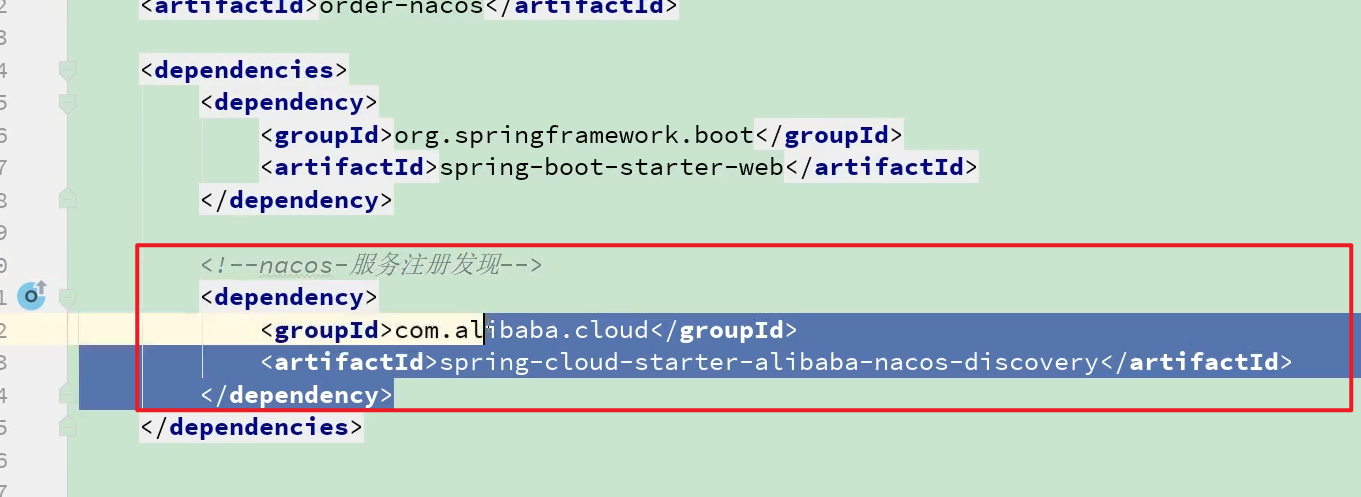 2 <artifactId>order-nacos</artifactId>
3
4 <dependencies>
5 <dependency>
6 <groupId>org.springframework.boot</groupId>
7 <artifactId>spring-boot-starter-web</artifactId>
8 </dependency>
9
0 <!--nacos-服务注册发现-->
1 <dependency>
2 <groupId>com.alibaba.cloud</groupId>
3 <artifactId>spring-cloud-starter-alibaba-nacos-discovery</artifactId>
4 </dependency>
5 </dependencies>
6
7